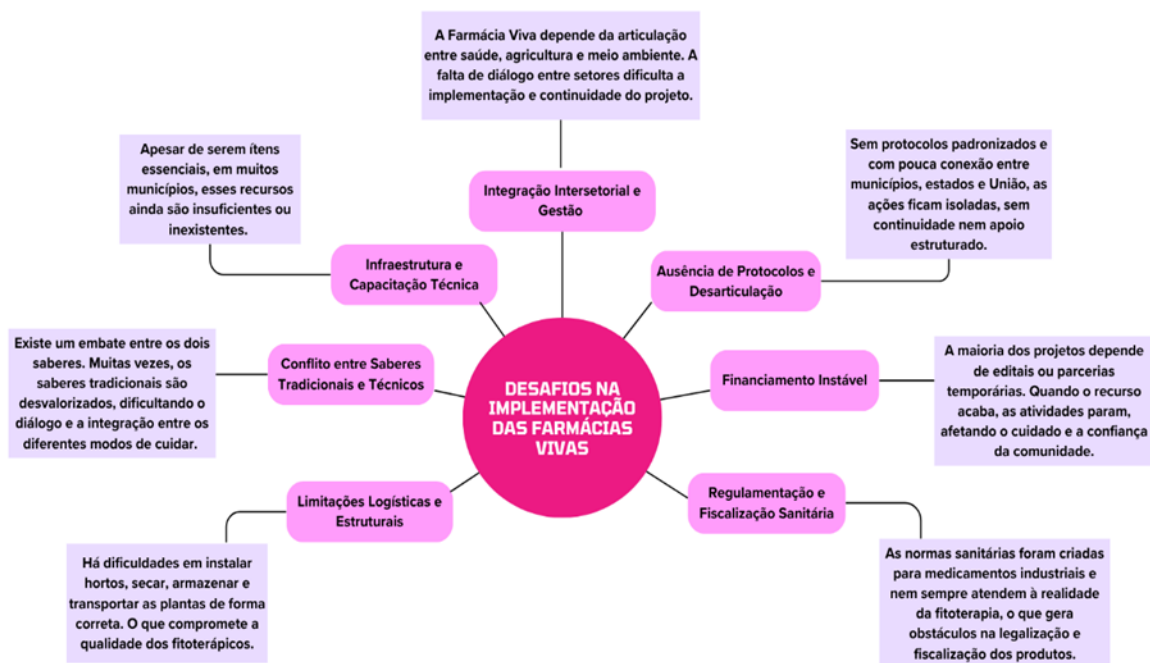 A Farmácia Viva depende da articulação
entre saúde, agricultura e meio ambiente. A
falta de diálogo entre setores dificulta a
implementação e continuidade do projeto.
Integração Intersetorial e
Gestão
Apesar de serem ítens
essenciais, em muitos
municípios, esses recursos
ainda são insuficientes ou
inexistentes.
Infraestrutura e
Capacitação Técnica
Sem protocolos padronizados e
com pouca conexão entre
municípios, estados e União, as
ações ficam isoladas, sem
continuidade nem apoio
estruturado.
Ausência de Protocolos e
Desarticulação
Existe um embate entre os dois
saberes. Muitas vezes, os
saberes tradicionais são
desvalorizados, dificultando o
diálogo e a integração entre os
diferentes modos de cuidar.
Conflito entre Saberes
Tradicionais e Técnicos
DESAFIOS NA
IMPLEMENTAÇÃO
DAS FARMÁCIAS
VIVAS
Financiamento Instável
A maioria dos projetos depende
de editais ou parcerias
temporárias. Quando o recurso
acaba, as atividades param,
afetando o cuidado e a confiança
da comunidade.
Limitações Logísticas e
Estruturais
Há dificuldades em instalar
hortos, secar, armazenar e
transportar as plantas de forma
correta. O que compromete a
qualidade dos fitoterápicos.
Regulamentação e
Fiscalização Sanitária
As normas sanitárias foram criadas
para medicamentos industriais e
nem sempre atendem à realidade
da fitoterapia, o que gera
obstáculos na legalização e
fiscalização dos produtos.